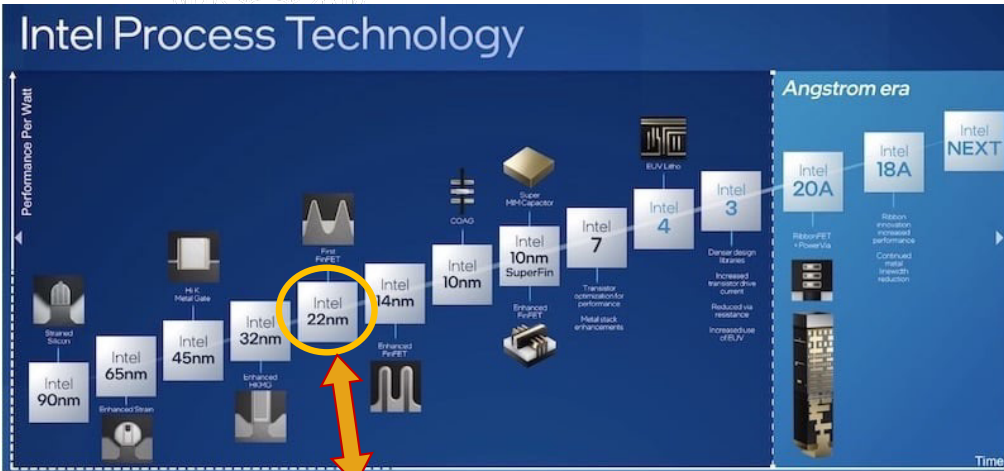 Intel Process Technology
Performance Per Watt
Strained
Silicon
Intel
90nm
Intel
65nm
Enhanced Strain
Hi K
Metal Gate
Intel
45nm
Intel
32nm
Enhanced
HKMG
First
FinFET
Intel
22nm
Intel
14nm
Enhanced
FinFET
COAG
Intel
10nm
Super
MIM Capacitor
Intel
10nm
SuperFin
Enhanced
FinFET
Intel
7
Transistor
optimization for
performance
Metal stack
enhancements
EUV Litho
Intel
4
Intel
3
Denser design
libraries
Increased
transistor drive
current
Reduced via
resistance
Increased use
of EUV
Angstrom era
Intel
20A
RibbonFET
+ PowerVia
Intel
18A
Ribbon
innovation
increased
performance
Continued
metal
linewidth
reduction
Intel
NEXT
Time